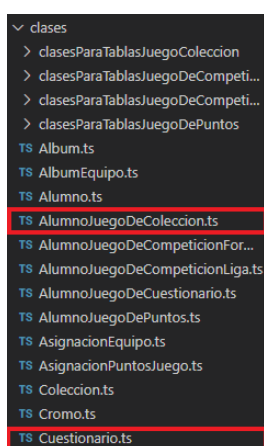 clases
clasesParaTablasJuegoColeccion
clasesParaTablasJuegoDeCompeti...
clasesParaTablasJuegoDeCompeti...
clasesParaTablasJuegoDePuntos
TS Album.ts
TS AlbumEquipo.ts
TS Alumno.ts
TS AlumnoJuegoDeColeccion.ts
TS AlumnoJuegoDeCompeticionFor...
TS AlumnoJuegoDeCompeticionLiga.ts
TS AlumnoJuegoDeCuestionario.ts
TS AlumnoJuegoDePuntos.ts
TS AsignacionEquipo.ts
TS AsignacionPuntosJuego.ts
TS Coleccion.ts
TS Cromo.ts
TS Cuestionario.ts